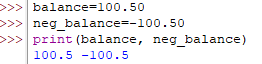 >>> balance=100.50
>>> neg_balance=-100.50
>>> print(balance, neg_balance)
100.5 -100.5